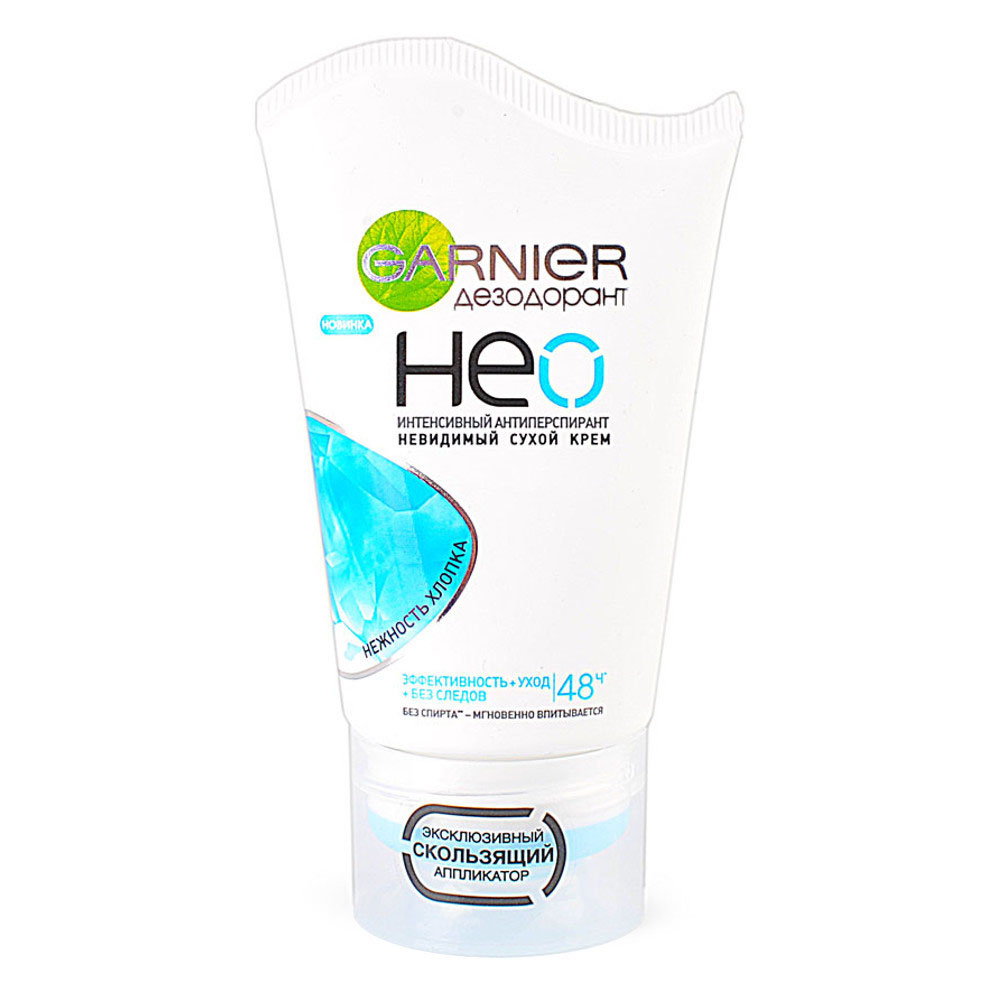 GARNIER
дезодорант
НОВИНКА
Нео
ИНТЕНСИВНЫЙ АНТИПЕРСПИРАНТ
НЕВИДИМЫЙ СУХОЙ КРЕМ
НЕЖНОСТЬ ХЛОПКА
ЭФФЕКТИВНОСТЬ + УХОД
+ БЕЗ СЛЕДОВ
48 Ч*
БЕЗ СПИРТА** – МГНОВЕННО ВПИТЫВАЕТСЯ
ЭКСКЛЮЗИВНЫЙ
СКОЛЬЗЯЩИЙ
АППЛИКАТОР